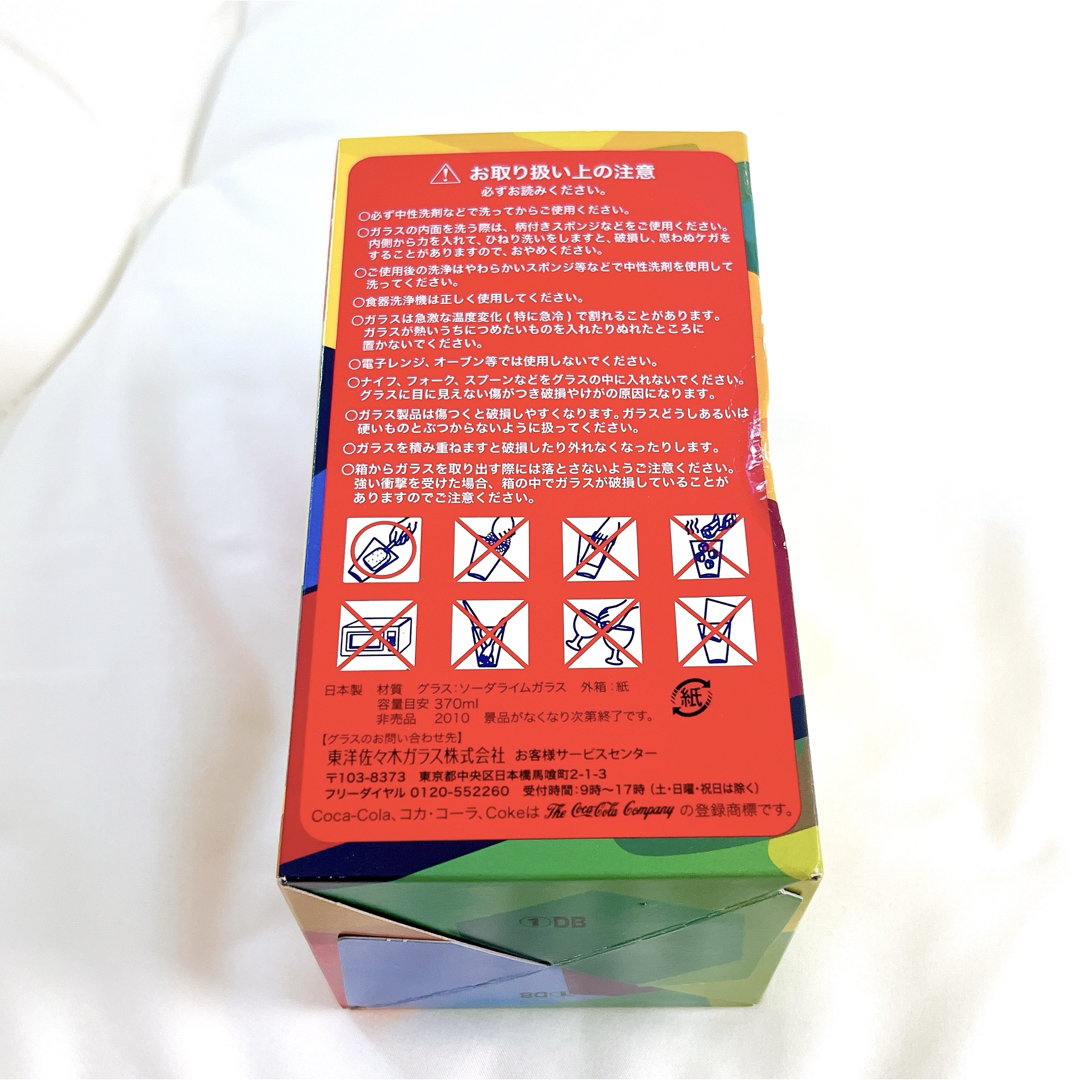 お取り扱い上の注意
必ずお読みください。
○必ず中性洗剤などで洗ってからご使用ください。
○ガラスの内面を洗う際は、柄付きスポンジなどをご使用ください。
内側から力を入れて、ひねり洗いをしますと、破損し、思わぬケガを
することがありますので、おやめください。
○ご使用後の洗浄はやわらかいスポンジ等などで中性洗剤を使用して
洗ってください。
○食器洗浄機は正しく使用してください。
○ガラスは急激な温度変化(特に急冷)で割れることがあります。
ガラスが熱いうちにつめたいものを入れたりぬれたところに
置かないでください。
○電子レンジ、オーブン等では使用しないでください。
○ナイフ、フォーク、スプーンなどをグラスの中に入れないでください。
グラスに目に見えない傷がつき破損やけがの原因になります。
○ガラス製品は傷つくと破損しやすくなります。ガラスどうしあるいは
硬いものとぶつからないように扱ってください。
○ガラスを積み重ねますと破損したり外れなくなったりします。
○箱からガラスを取り出す際には落とさないようご注意ください。
強い衝撃を受けた場合、箱の中でガラスが破損していることが
ありますのでご注意ください。
日本製 材質 グラス:ソーダライムガラス 外箱:紙
容量目安 370ml
非売品 2010 景品がなくなり次第終了です。
紙
【グラスのお問い合わせ先】
東洋佐々木ガラス株式会社 お客様サービスセンター
〒103-8373 東京都中央区日本橋馬喰町2-1-3
フリーダイヤル 0120-552260 受付時間:9時〜17時(土・日曜・祝日は除く)
Coca-Cola、コカ・コーラ、Cokeは The Coca-Cola Company の登録商標です。
①DB
①DB